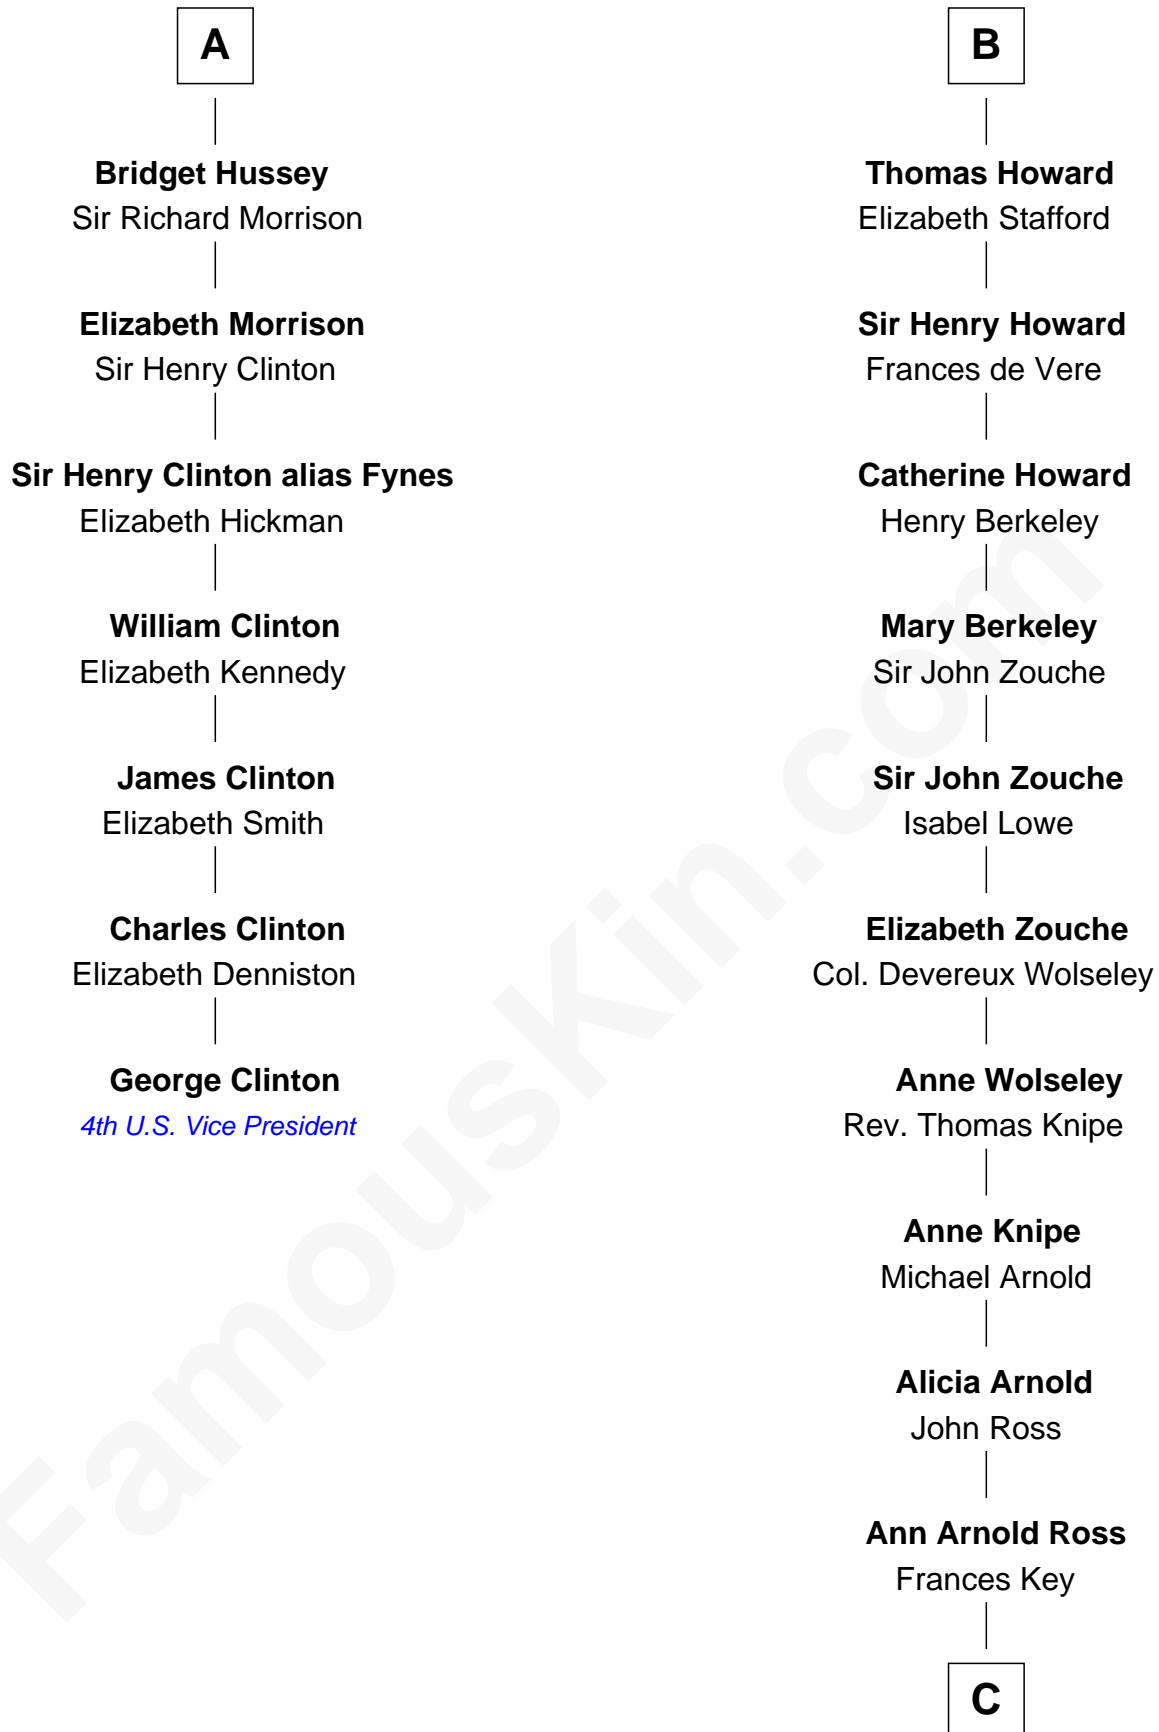 A
Bridget Hussey
Sir Richard Morrison
Elizabeth Morrison
Sir Henry Clinton
Sir Henry Clinton alias Fynes
Elizabeth Hickman
William Clinton
Elizabeth Kennedy
James Clinton
Elizabeth Smith
Charles Clinton
Elizabeth Denniston
George Clinton
4th U.S. Vice President
B
Thomas Howard
Elizabeth Stafford
Sir Henry Howard
Frances de Vere
Catherine Howard
Henry Berkeley
Mary Berkeley
Sir John Zouche
Sir John Zouche
Isabel Lowe
Elizabeth Zouche
Col. Devereux Wolseley
Anne Wolseley
Rev. Thomas Knipe
Anne Knipe
Michael Arnold
Alicia Arnold
John Ross
Ann Arnold Ross
Frances Key
C
FamousKin.com